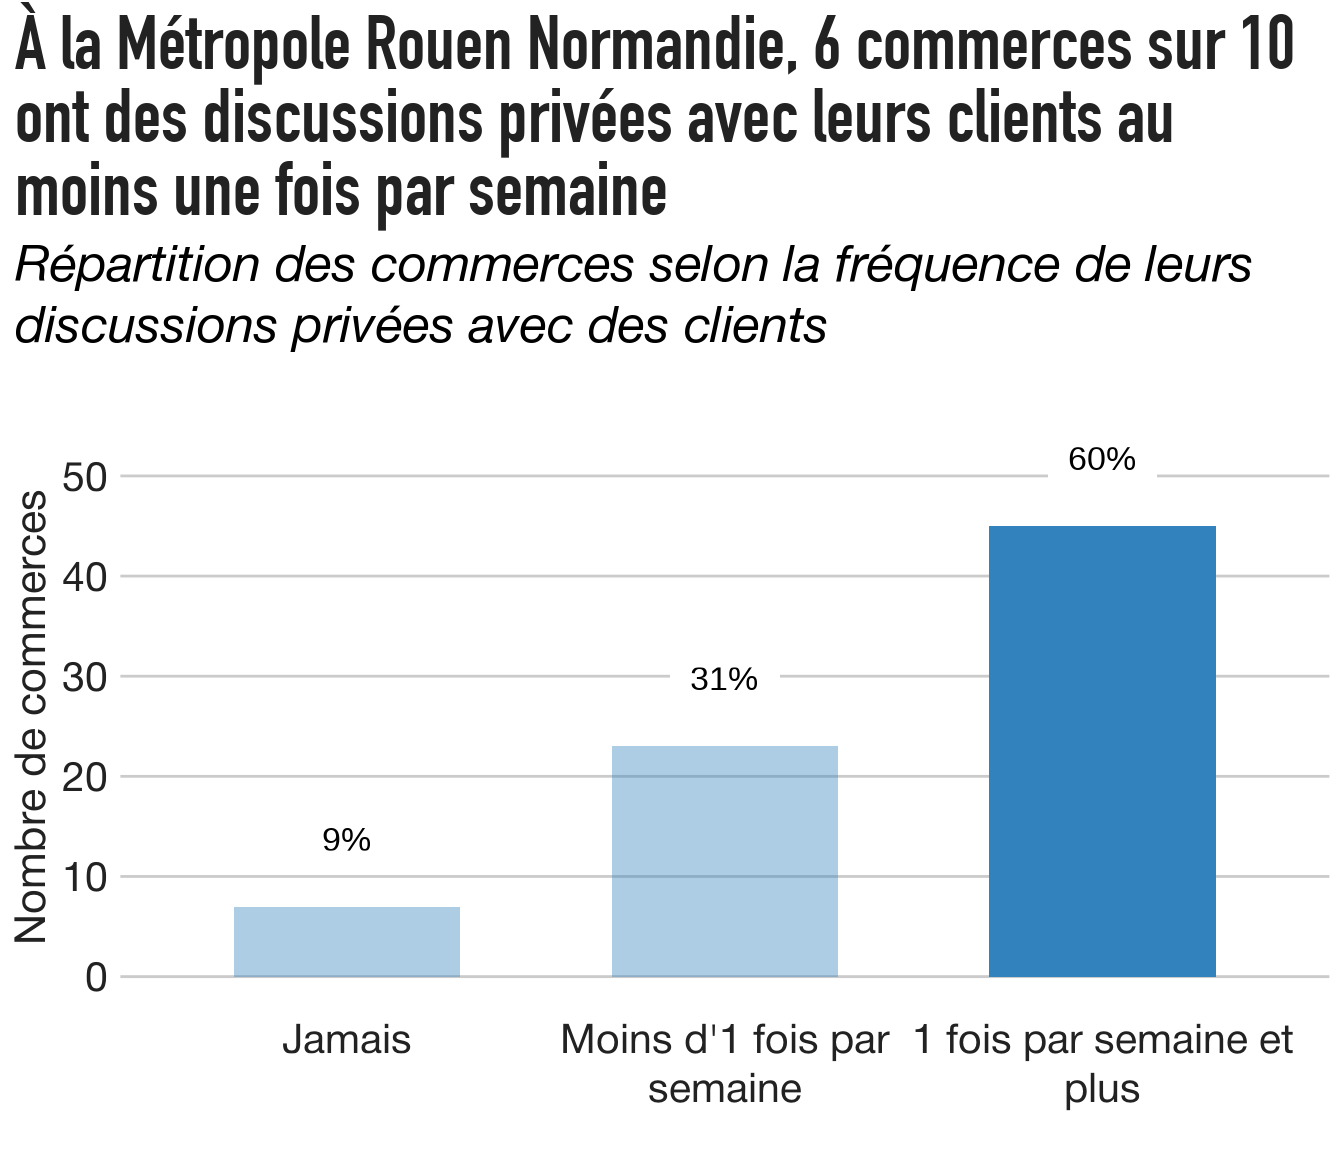 À la Métropole Rouen Normandie, 6 commerces sur 10
ont des discussions privées avec leurs clients au
moins une fois par semaine
Répartition des commerces selon la fréquence de leurs
discussions privées avec des clients
Nombre de commerces
50
40
30
20
10
0
9%
31%
60%
Jamais
Moins d'1 fois par
semaine
1 fois par semaine et
plus